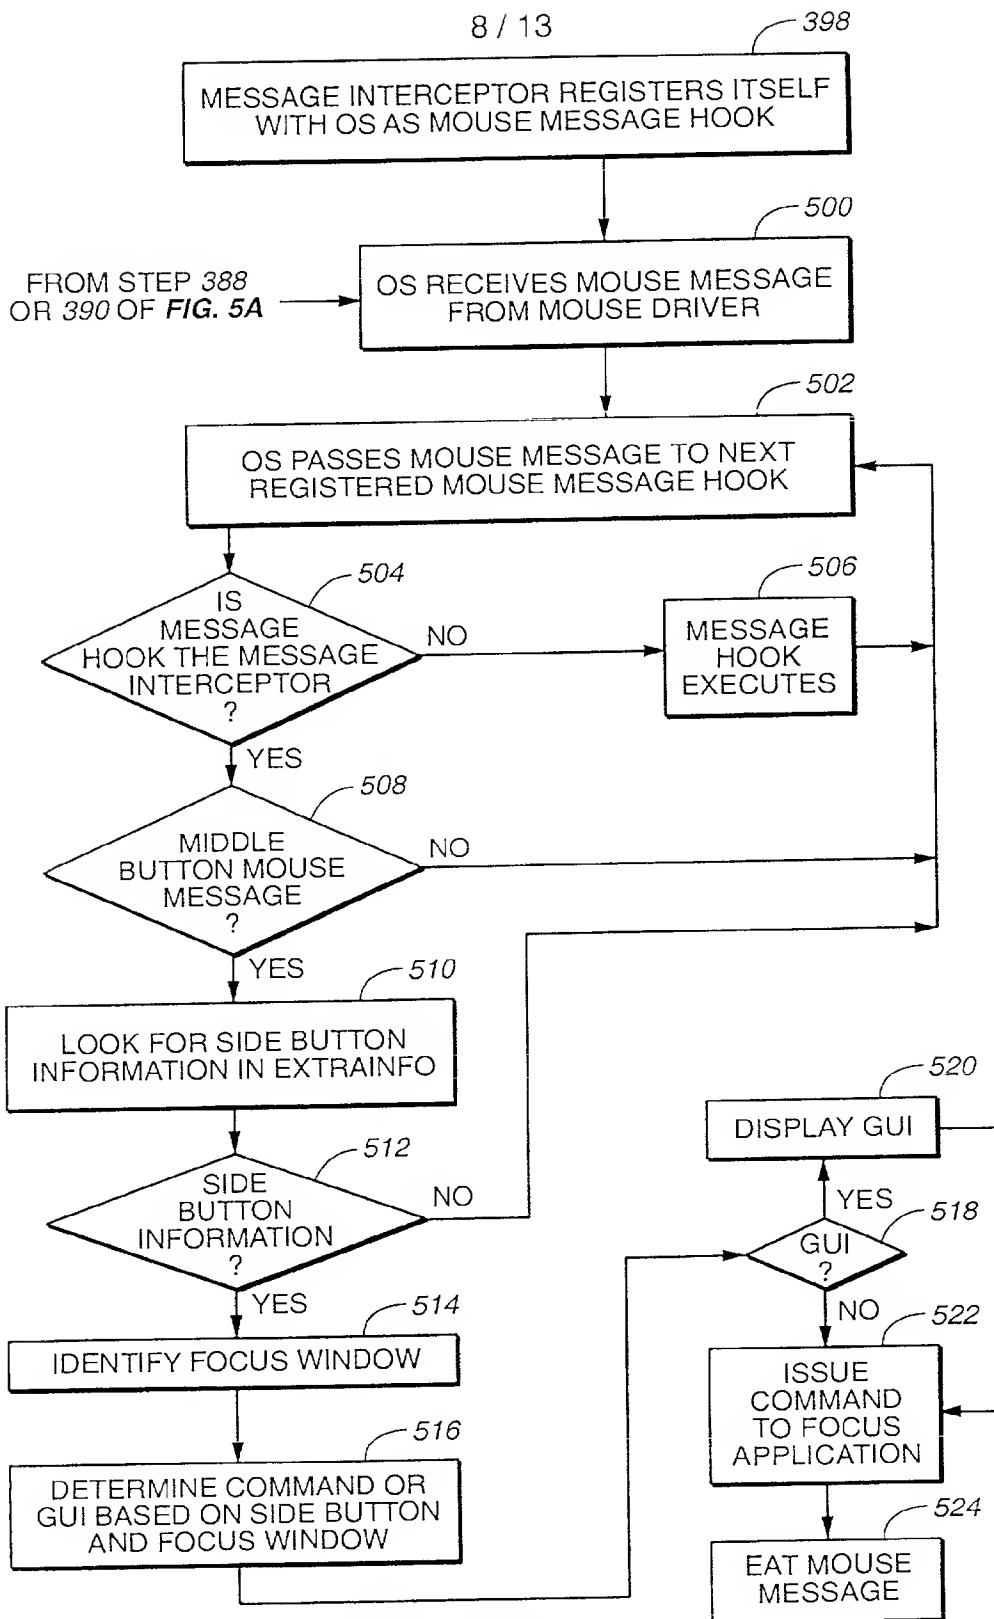 8 / 13
398
MESSAGE INTERCEPTOR REGISTERS ITSELF
WITH OS AS MOUSE MESSAGE HOOK
500
FROM STEP 388
OR 390 OF FIG. 5A
OS RECEIVES MOUSE MESSAGE
FROM MOUSE DRIVER
502
OS PASSES MOUSE MESSAGE TO NEXT
REGISTERED MOUSE MESSAGE HOOK
504
IS
MESSAGE
HOOK THE MESSAGE
INTERCEPTOR
?
NO
506
MESSAGE
HOOK
EXECUTES
YES
508
MIDDLE
BUTTON MOUSE
MESSAGE
?
NO
YES
510
LOOK FOR SIDE BUTTON
INFORMATION IN EXTRAINFO
512
SIDE
BUTTON
INFORMATION
?
NO
YES
514
IDENTIFY FOCUS WINDOW
516
DETERMINE COMMAND OR
GUI BASED ON SIDE BUTTON
AND FOCUS WINDOW
520
DISPLAY GUI
YES
518
GUI
?
NO
522
ISSUE
COMMAND
TO FOCUS
APPLICATION
524
EAT MOUSE
MESSAGE